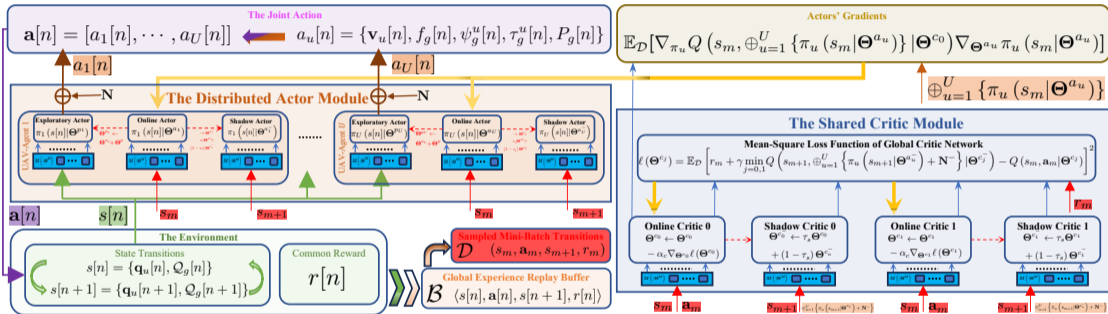 The Joint Action
a[n] = [a_1[n], ⋯, a_U[n]]
a_u[n] = {v_u[n], f_g[n], ψ_g^u[n], τ_g^u[n], P_g[n]}
a_1[n]
a_U[n]
N
N
The Distributed Actor Module
UAV-Agent 1
Exploratory Actor
π_1(s[n]|Θ^{p_1})
Online Actor
π_1(s[n]|Θ^{a_1})
Shadow Actor
UAV-Agent U
Exploratory Actor
π_U(s[n]|Θ^{p_U})
Online Actor
π_U(s[n]|Θ^{a_U})
Shadow Actor
a[n]
s[n]
s_m
s_{m+1}
s_m
s_{m+1}
The Environment
State Transitions
s[n] = {q_u[n], Q_g[n]}
s[n+1] = {q_u[n+1], Q_g[n+1]}
Common Reward
r[n]
Sampled Mini-Batch Transitions
D (s_m, a_m, s_{m+1}, r_m)
Global Experience Replay Buffer
B ⟨s[n], a[n], s[n+1], r[n]⟩
Actors' Gradients
𝔼_D[∇_{π_u} Q(s_m, ⊕_{u=1}^U {π_u(s_m|Θ^{a_u})} |Θ^{c_0}) ∇_{Θ^{a_u}} π_u(s_m|Θ^{a_u})]
⊕_{u=1}^U {π_u(s_m|Θ^{a_u})}
The Shared Critic Module
Mean-Square Loss Function of Global Critic Network
ℓ(Θ^{c_j}) = 𝔼_D[r_m + γ min_{j=0,1} Q(s_{m+1}, ⊕_{u=1}^U {π_u(s_{m+1}|Θ^{a_u^-}) + N^-} |Θ^{c_j^-}) − Q(s_m, a_m|Θ^{c_j})]^2
r_m
Online Critic 0
Θ^{c_0} ← Θ^{c_0}
− α_c ∇_{Θ^{c_0}} ℓ(Θ^{c_0})
Shadow Critic 0
Θ^{c_0^-} ← τ_s Θ^{c_0}
+ (1 − τ_s) Θ^{c_0^-}
Online Critic 1
Θ^{c_1} ← Θ^{c_1}
− α_c ∇_{Θ^{c_1}} ℓ(Θ^{c_1})
Shadow Critic 1
Θ^{c_1^-} ← τ_s Θ^{c_1}
+ (1 − τ_s) Θ^{c_1^-}
s_m
a_m
s_{m+1}
s_m
a_m
s_{m+1}